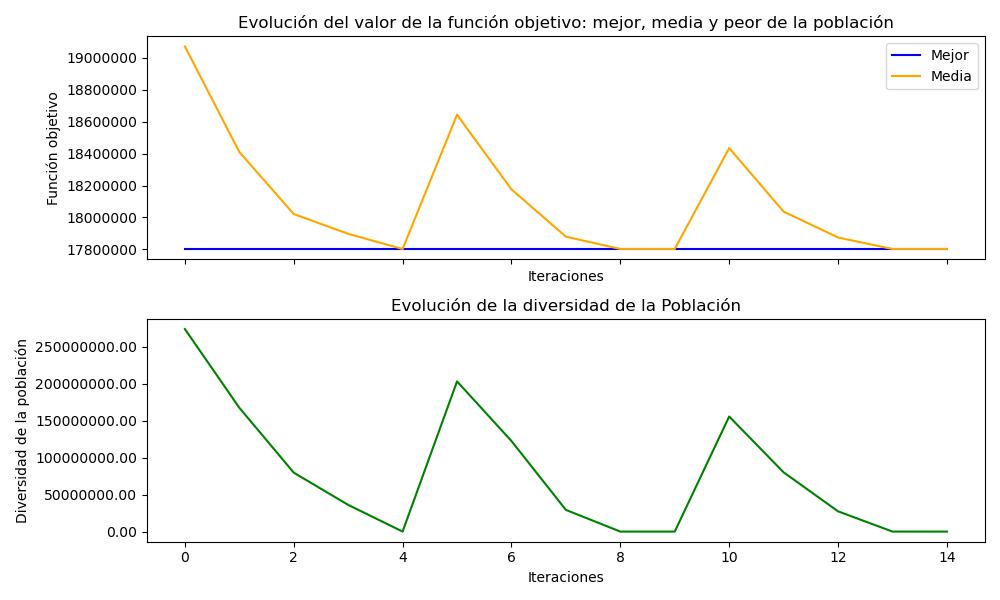 Evolución del valor de la función objetivo: mejor, media y peor de la población
19000000
18800000
18600000
18400000
18200000
18000000
17800000
Función objetivo
Mejor
Media
Iteraciones
Evolución de la diversidad de la Población
250000000.00
200000000.00
150000000.00
100000000.00
50000000.00
0.00
Diversidad de la población
0 2 4 6 8 10 12 14
Iteraciones